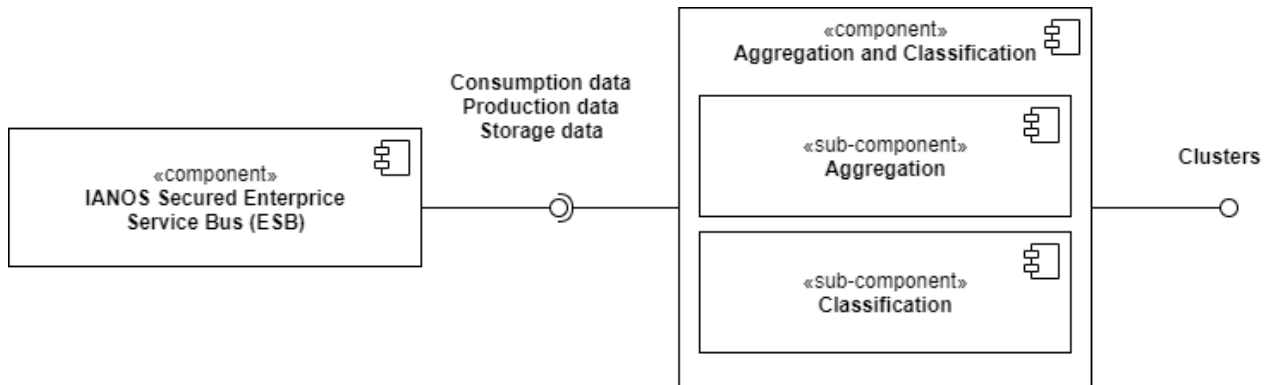 «component»
IANOS Secured Enterprice
Service Bus (ESB)
Consumption data
Production data
Storage data
«component»
Aggregation and Classification
«sub-component»
Aggregation
«sub-component»
Classification
Clusters